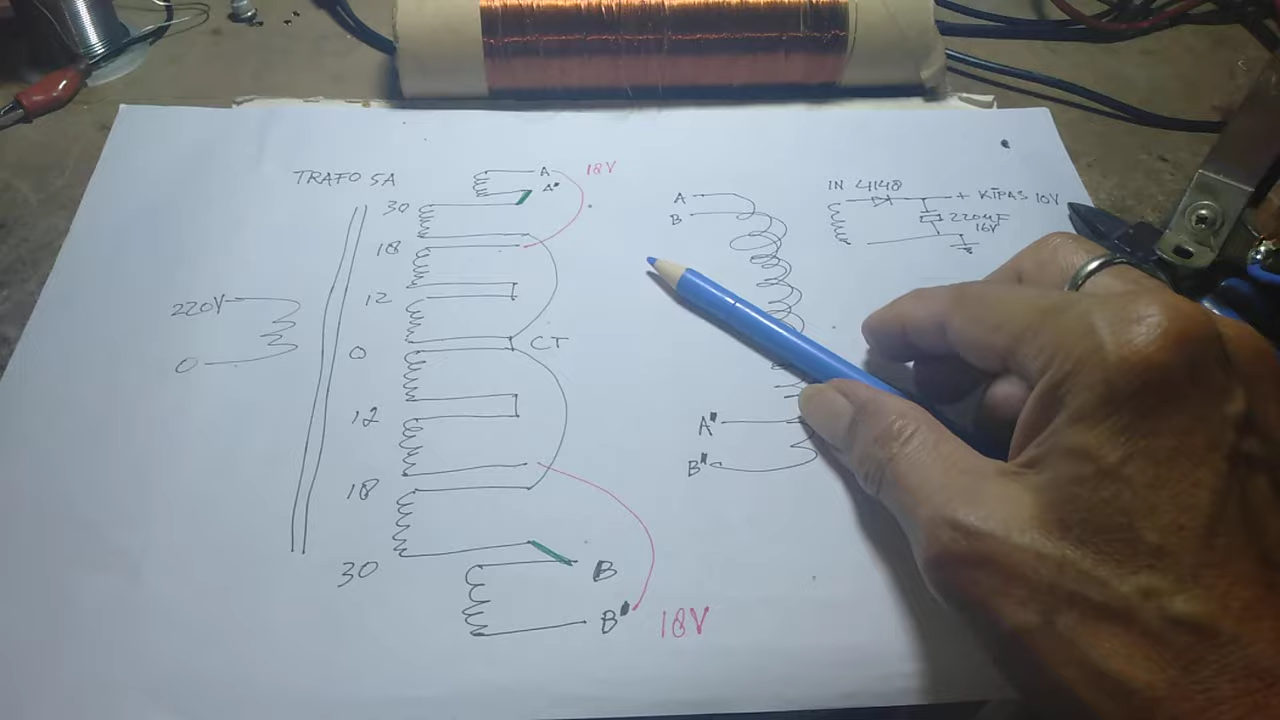 TRAFO 5A
30
18
12
0
12
18
30
220V
0
A
A"
18V
CT
B
B"
18V
A
B
A"
B"
IN 4148
+ KIPAS 10V
220uF
16V